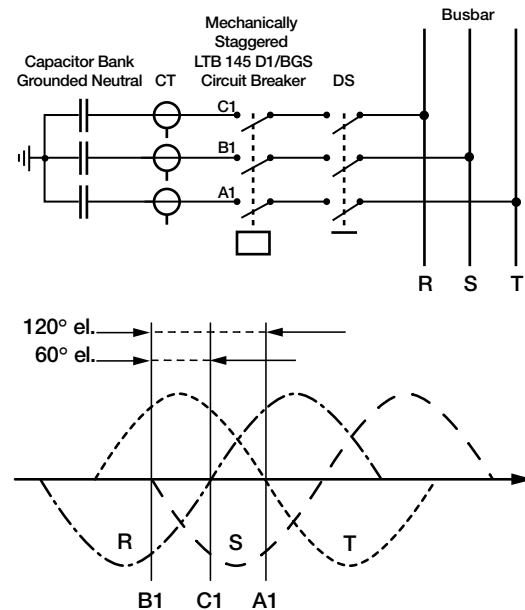 Busbar
Mechanically
Staggered
LTB 145 D1/BGS
Circuit Breaker
Capacitor Bank
Grounded Neutral
CT
DS
C1
B1
A1
R S T
120° el.
60° el.
R S T
B1 C1 A1